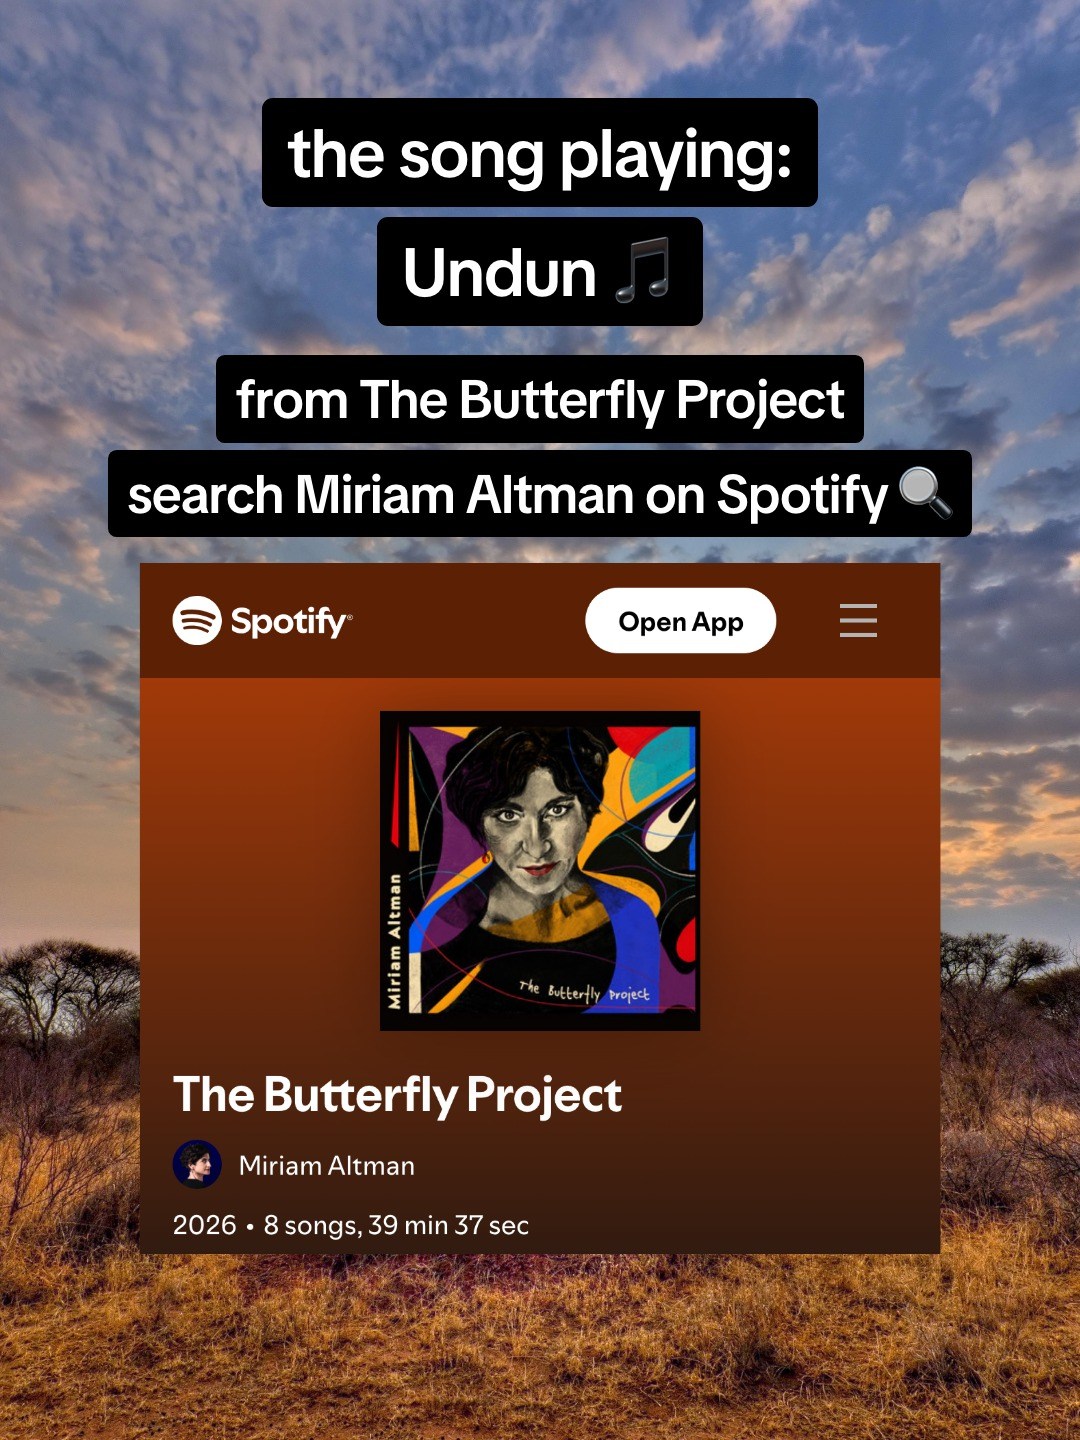 the song playing:
Undun 🎵
from The Butterfly Project
search Miriam Altman on Spotify 🔍
Spotify®
Open App
Miriam Altman
The Butterfly Project
The Butterfly Project
Miriam Altman
2026 • 8 songs, 39 min 37 sec